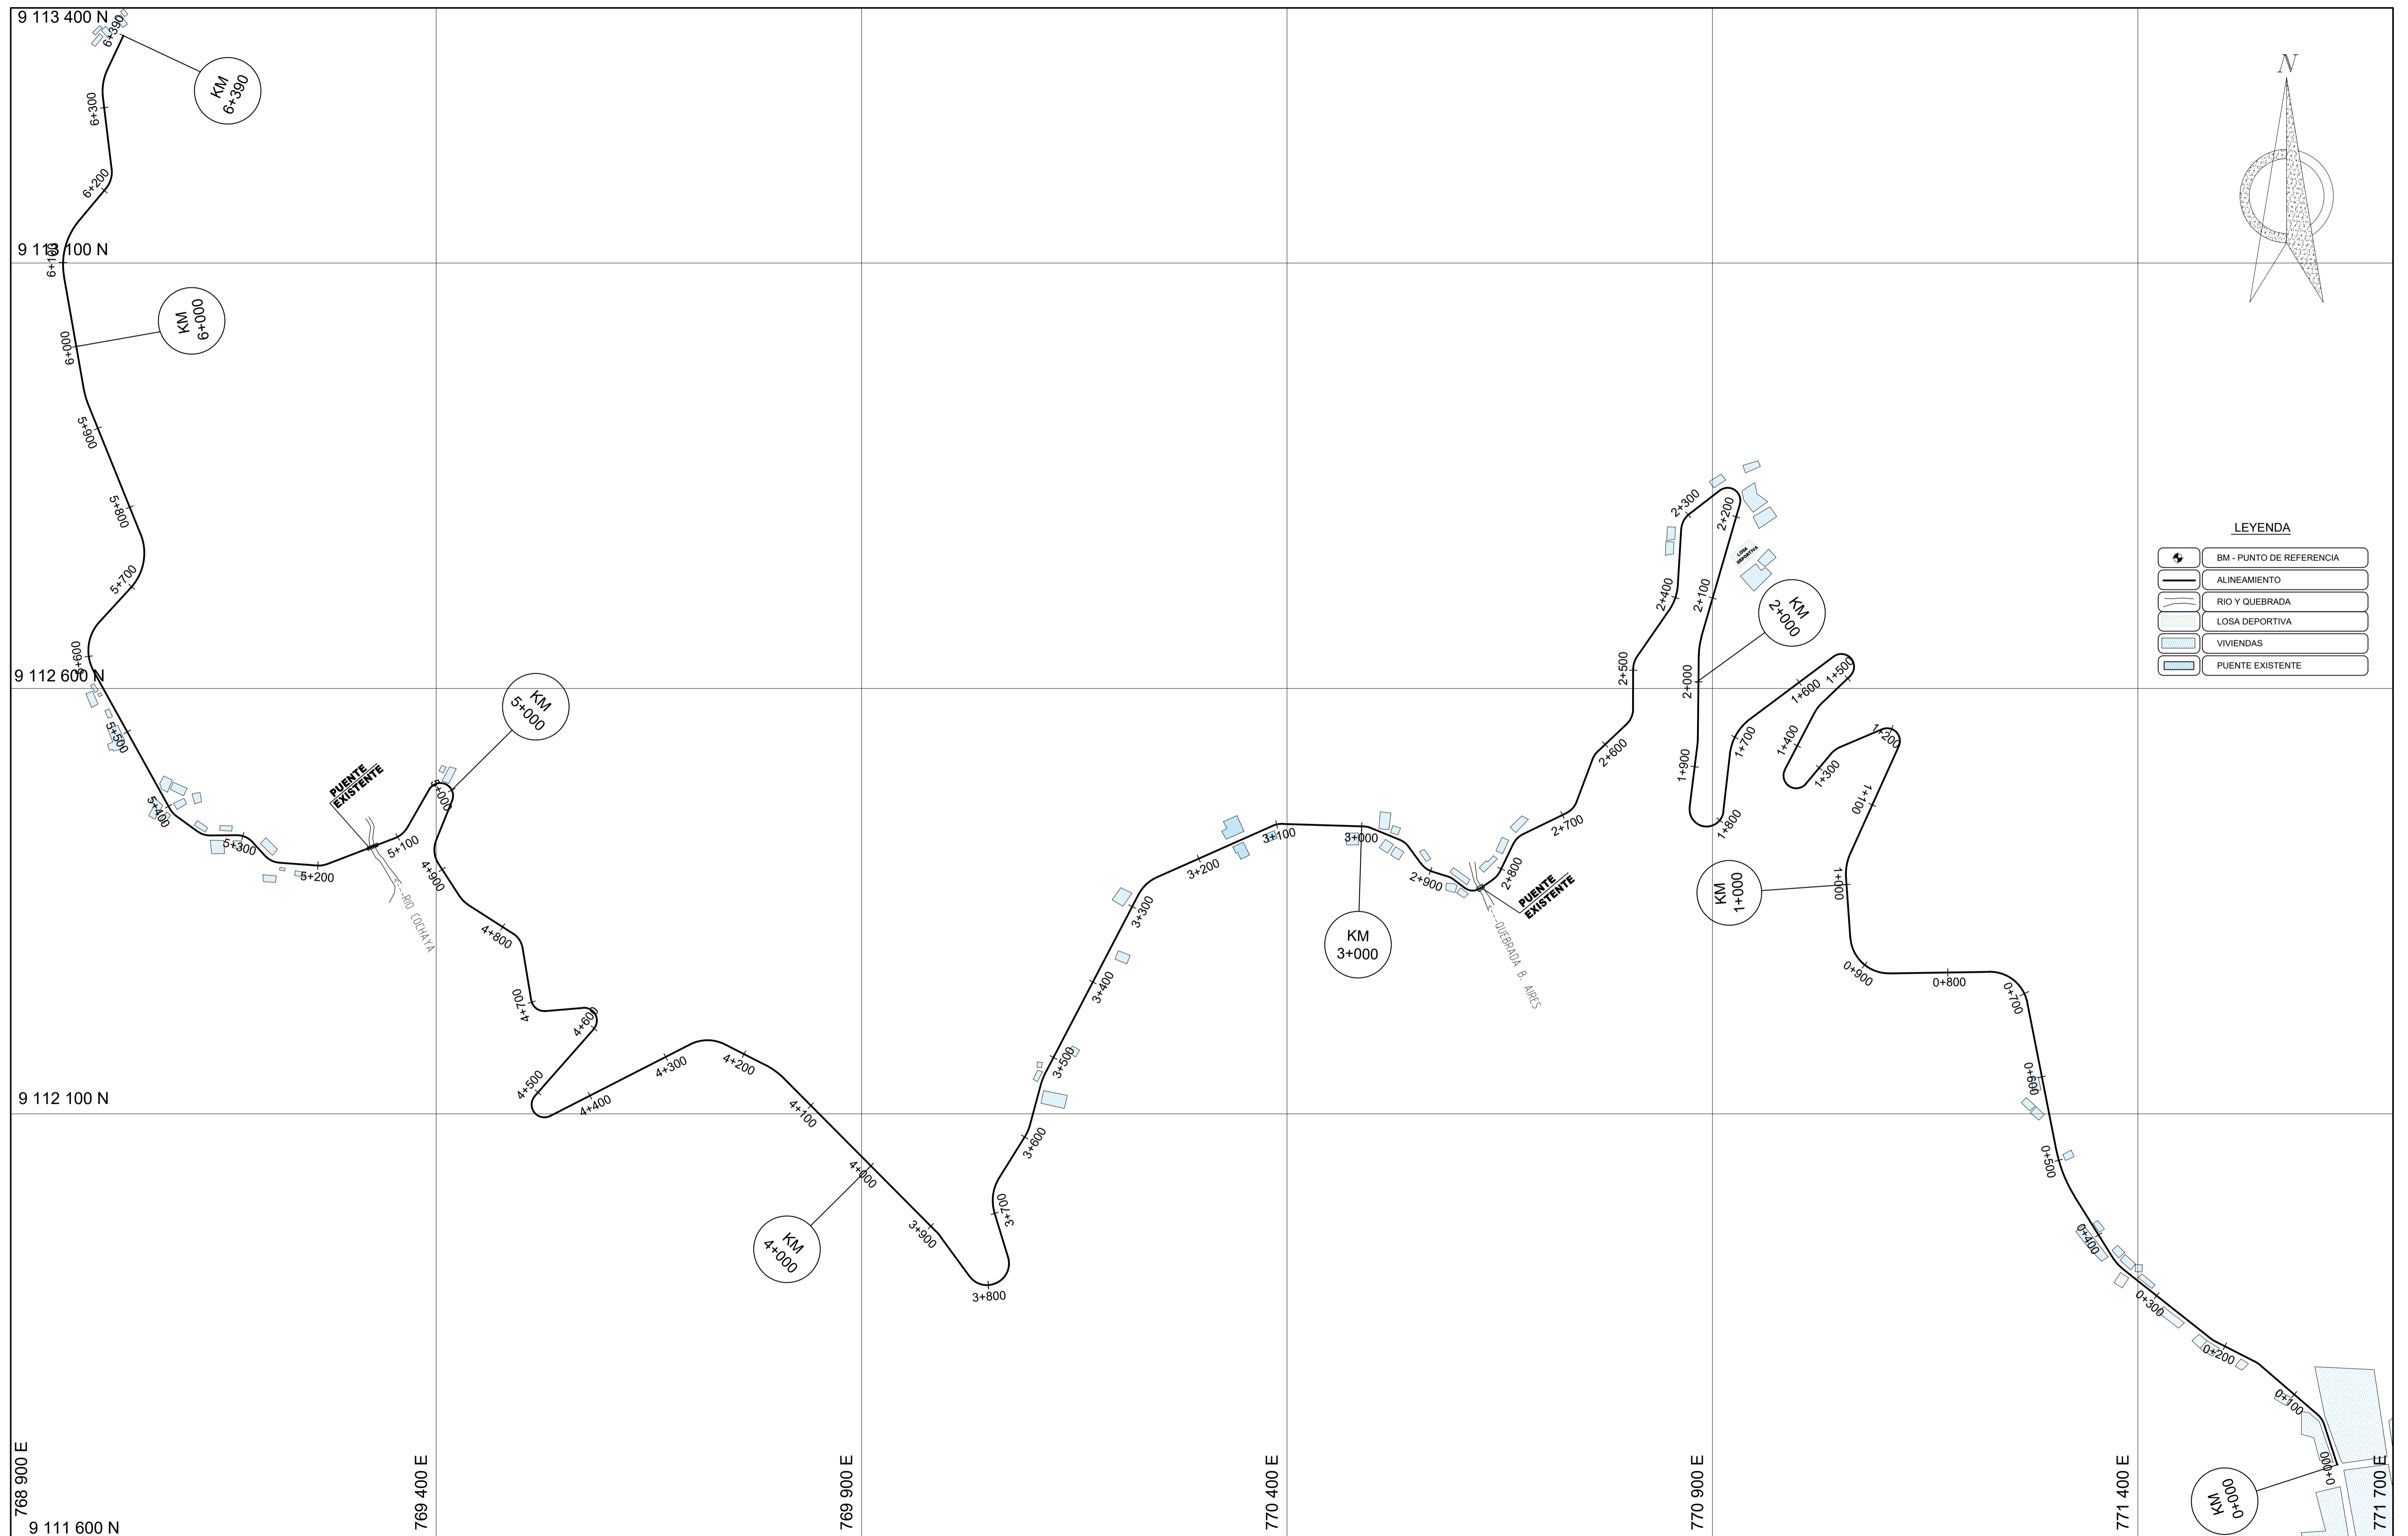 9 113 400 N
6+390
KM
6+390
6+300
6+200
9 113 100 N
6+100
KM
6+000
6+000
5+900
5+800
5+700
5+600
9 112 600 N
5+500
5+400
5+300
5+200
PUENTE
EXISTENTE
5+100
<---RIO COCHAYA
KM
5+000
5+000
4+900
4+800
4+700
4+600
4+500
4+400
4+300
4+200
4+100
4+000
KM
4+000
3+900
3+800
3+700
3+600
3+500
3+400
3+300
3+200
3+100
3+000
KM
3+000
2+900
2+800
PUENTE
EXISTENTE
<---QUEBRADA B. AIRES
2+700
2+600
2+500
2+400
2+300
2+200
LOSA
DEPORTIVA
2+100
KM
2+000
2+000
1+900
1+800
1+700
1+600
1+500
1+400
1+300
1+200
1+100
1+000
KM
1+000
0+900
0+800
0+700
0+600
0+500
0+400
0+300
0+200
0+100
0+000
KM
0+000
N
LEYENDA
BM - PUNTO DE REFERENCIA
ALINEAMIENTO
RIO Y QUEBRADA
LOSA DEPORTIVA
VIVIENDAS
PUENTE EXISTENTE
9 112 100 N
9 111 600 N
768 900 E
769 400 E
769 900 E
770 400 E
770 900 E
771 400 E
771 700 E